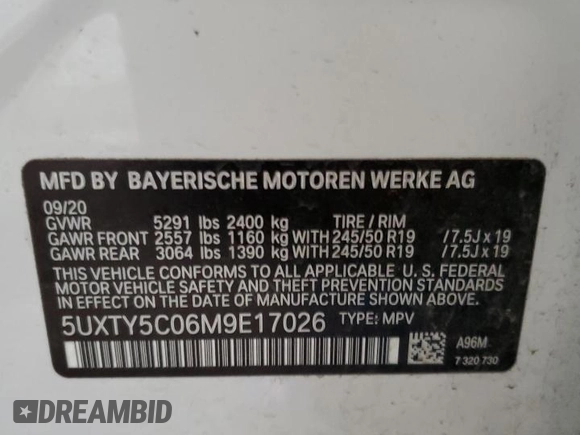 MFD BY BAYERISCHE MOTOREN WERKE AG
09/20
GVWR 5291 lbs 2400 kg TIRE / RIM
GAWR FRONT 2557 lbs 1160 kg WITH 245/50 R19 /7.5J x 19
GAWR REAR 3064 lbs 1390 kg WITH 245/50 R19 /7.5J x 19
THIS VEHICLE CONFORMS TO ALL APPLICABLE U. S. FEDERAL
MOTOR VEHICLE SAFETY AND THEFT PREVENTION STANDARDS
IN EFFECT ON THE DATE OF MANUFACTURE SHOWN ABOVE.
5UXTY5C06M9E17026 TYPE: MPV
A96M
7 320 730
DREAMBID